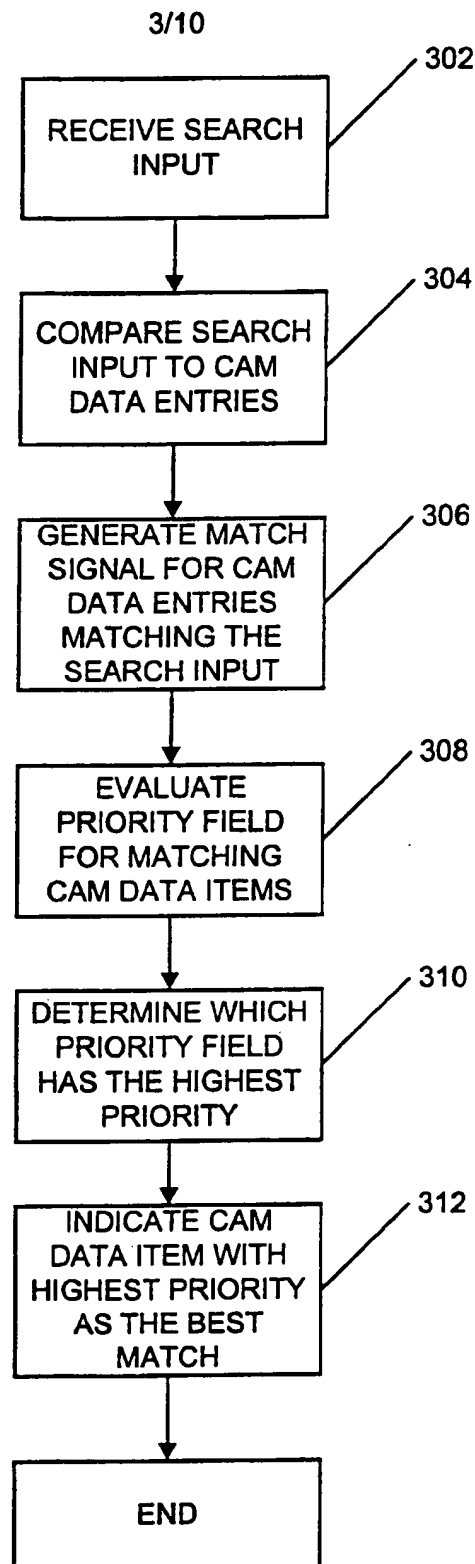 3/10
302
RECEIVE SEARCH
INPUT
304
COMPARE SEARCH
INPUT TO CAM
DATA ENTRIES
306
GENERATE MATCH
SIGNAL FOR CAM
DATA ENTRIES
MATCHING THE
SEARCH INPUT
308
EVALUATE
PRIORITY FIELD
FOR MATCHING
CAM DATA ITEMS
310
DETERMINE WHICH
PRIORITY FIELD
HAS THE HIGHEST
PRIORITY
312
INDICATE CAM
DATA ITEM WITH
HIGHEST PRIORITY
AS THE BEST
MATCH
END